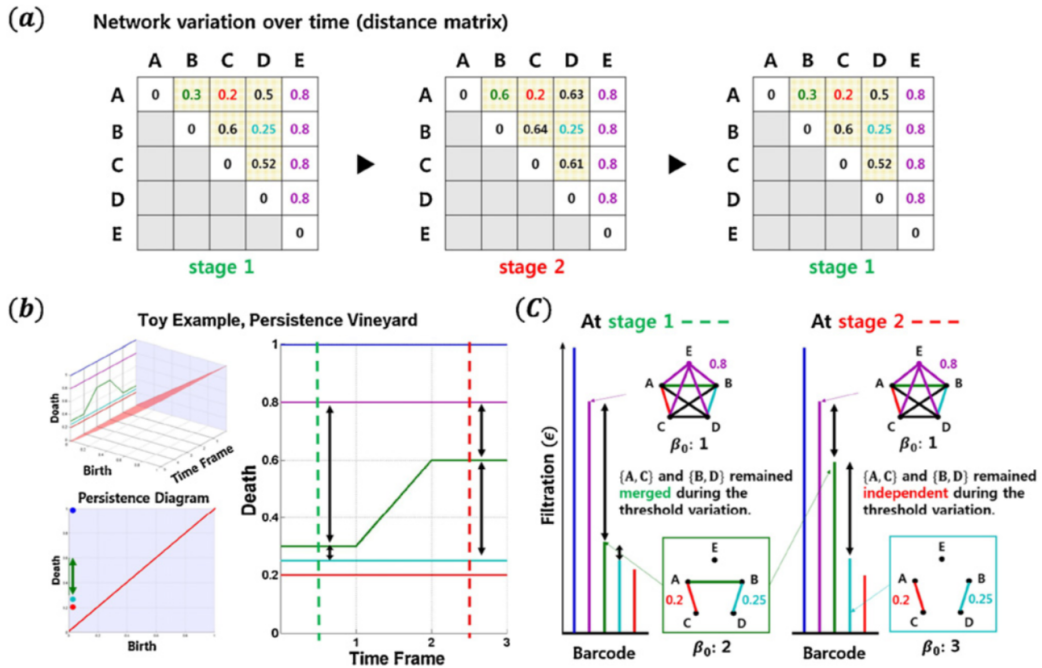 (a) Network variation over time (distance matrix)
A B C D E
A 0 0.3 0.2 0.5 0.8
B 0 0.6 0.25 0.8
C 0 0.52 0.8
D 0 0.8
E 0
stage 1
A B C D E
A 0 0.6 0.2 0.63 0.8
B 0 0.64 0.25 0.8
C 0 0.61 0.8
D 0 0.8
E 0
stage 2
A B C D E
A 0 0.3 0.2 0.5 0.8
B 0 0.6 0.25 0.8
C 0 0.52 0.8
D 0 0.8
E 0
stage 1
(b)
Toy Example, Persistence Vineyard
Death
Birth
Time Frame
Persistence Diagram
Death
Birth
1
0.8
0.6
0.4
0.2
0
Death
1 2 3
Time Frame
(C)
At stage 1
Filtration (ϵ)
E
0.8
A B
C D
β₀: 1
{A, C} and {B, D} remained
merged during the
threshold variation.
E
A B
0.2 0.25
C D
Barcode
β₀: 2
At stage 2
E
0.8
A B
C D
β₀: 1
{A, C} and {B, D} remained
independent during the
threshold variation.
E
A B
0.2 0.25
C D
Barcode
β₀: 3